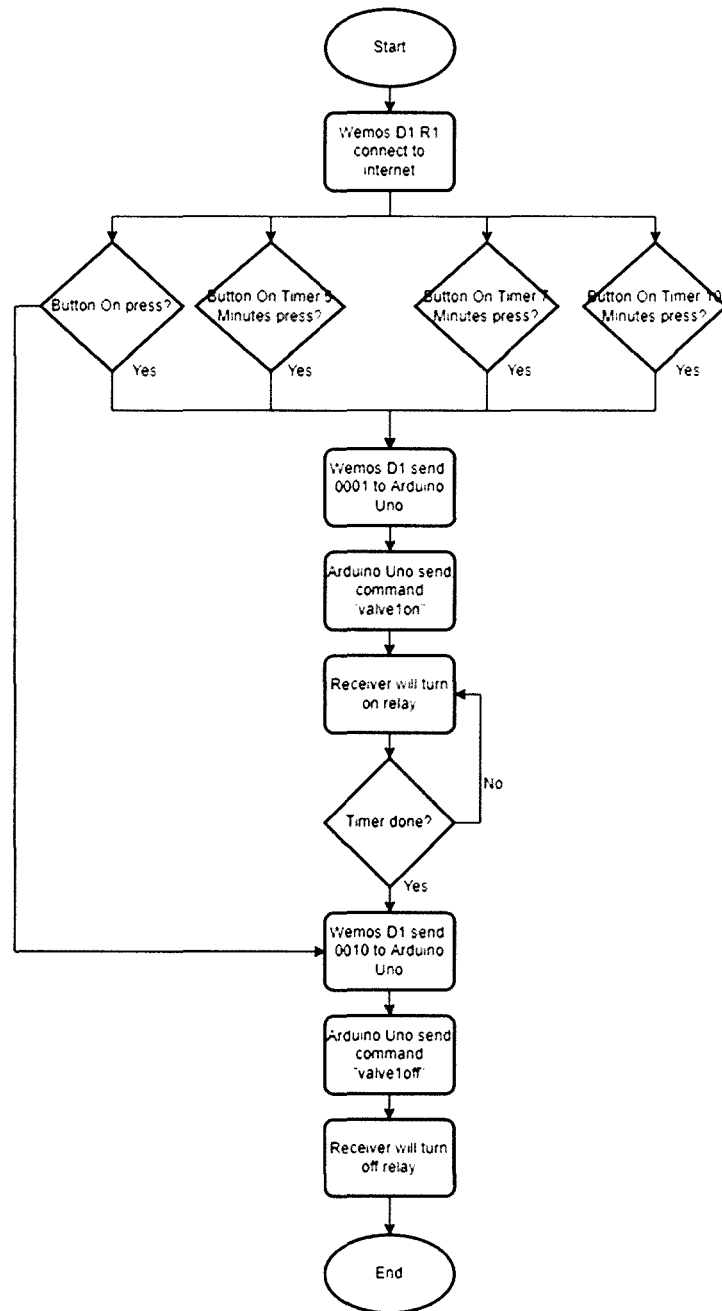 Start
Wemos D1 R1
connect to
internet
Button On press?
Button On Timer 5
Minutes press?
Button On Timer 7
Minutes press?
Button On Timer 10
Minutes press?
Yes
Yes
Yes
Yes
Wemos D1 send
0001 to Arduino
Uno
Arduino Uno send
command
"valve1on"
Receiver will turn
on relay
No
Timer done?
Yes
Wemos D1 send
0010 to Arduino
Uno
Arduino Uno send
command
"valve1off"
Receiver will turn
off relay
End